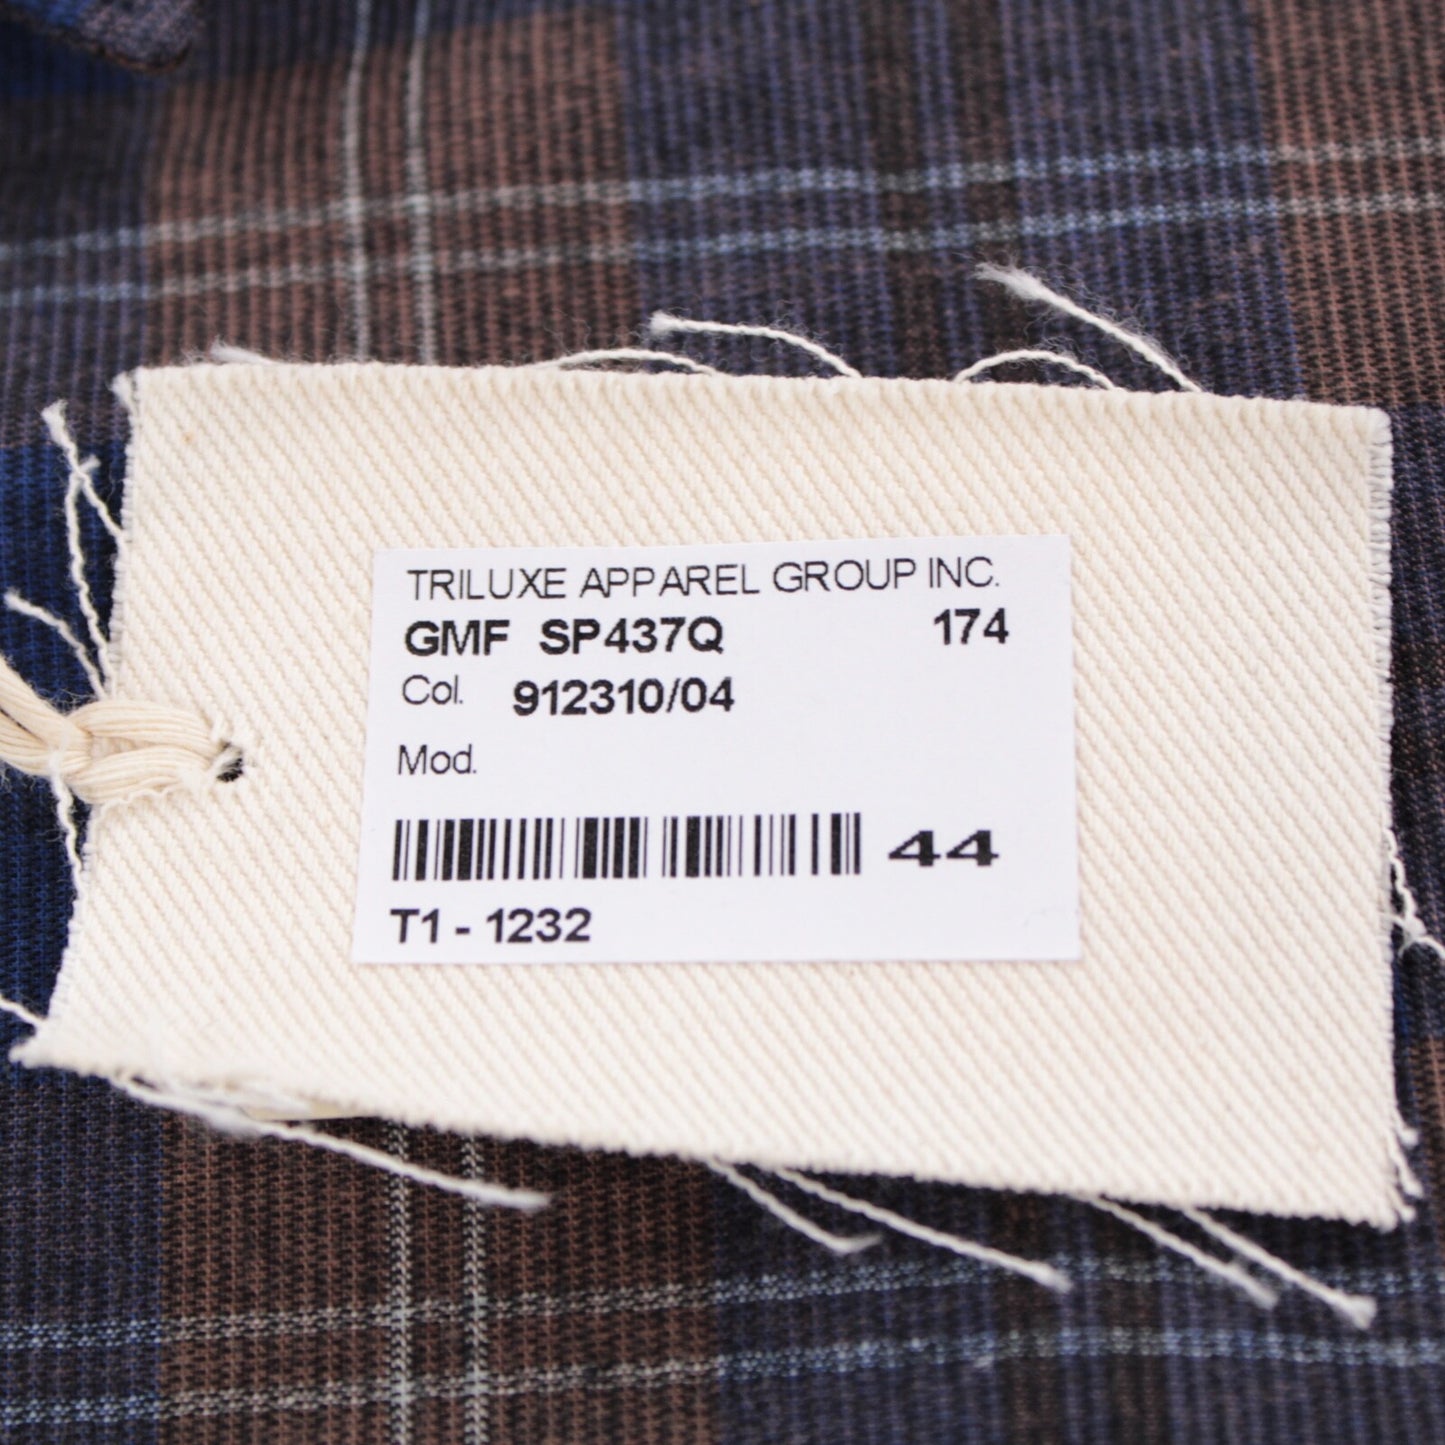 TRILUXE APPAREL GROUP INC.
GMF SP437Q 174
Col. 912310/04
Mod.
44
T1 - 1232